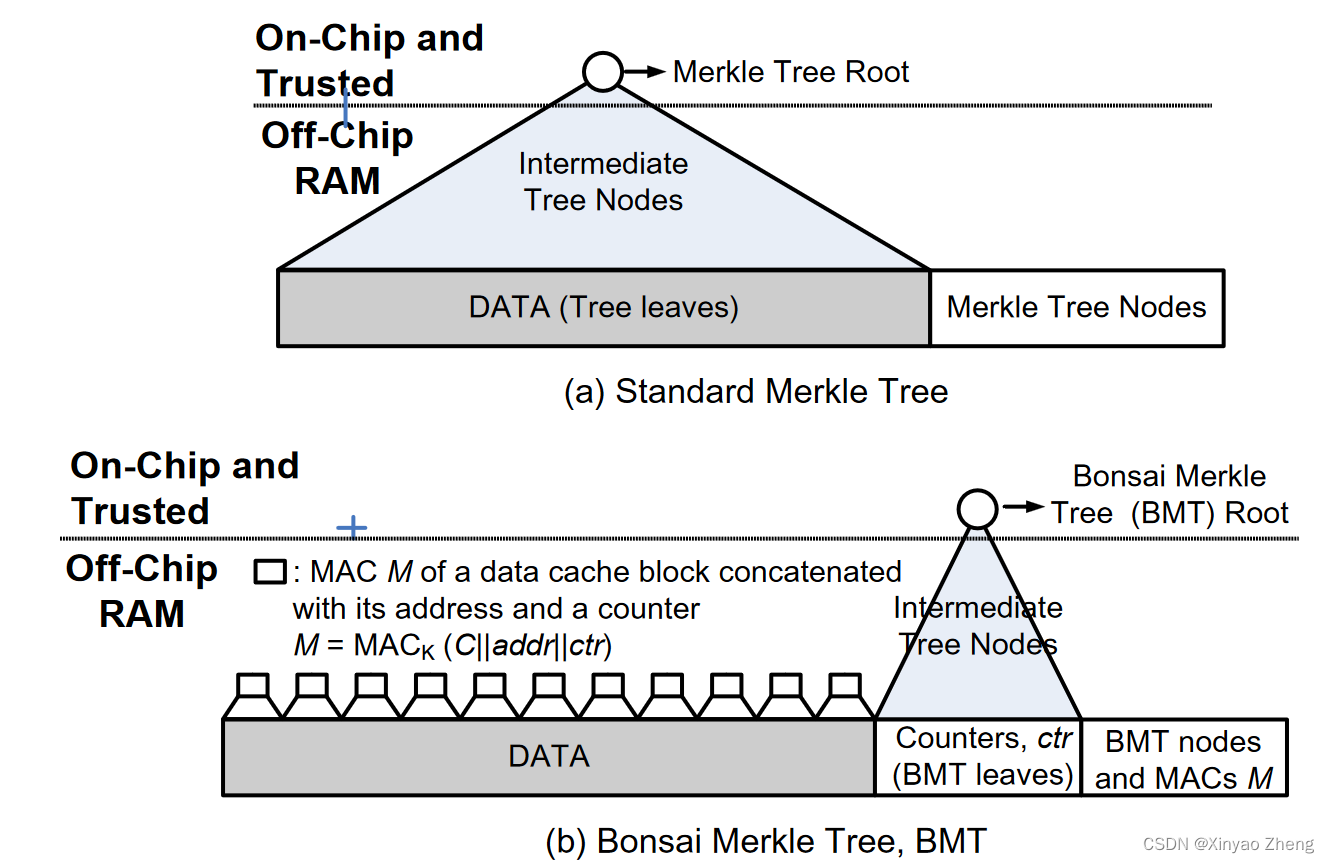 On-Chip and
Trusted
Merkle Tree Root
Off-Chip
RAM
Intermediate
Tree Nodes
DATA (Tree leaves)
Merkle Tree Nodes
(a) Standard Merkle Tree
On-Chip and
Trusted
Bonsai Merkle
Tree (BMT) Root
Off-Chip
RAM
: MAC M of a data cache block concatenated
with its address and a counter
M = MACK (C||addr||ctr)
Intermediate
Tree Nodes
DATA
Counters, ctr
(BMT leaves)
BMT nodes
and MACs M
(b) Bonsai Merkle Tree, BMT
CSDN @Xinyao Zheng